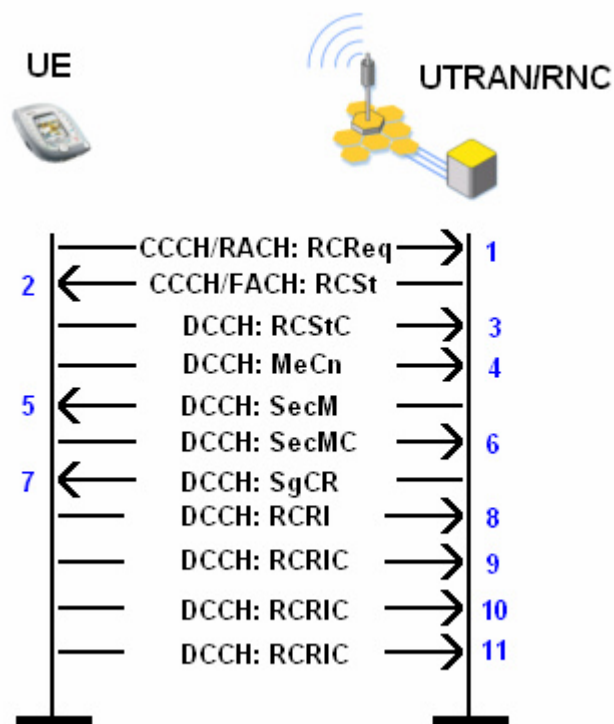 UE
UTRAN/RNC
CCCH/RACH: RCReq 1
2 CCCH/FACH: RCSt
DCCH: RCStC 3
DCCH: MeCn 4
5 DCCH: SecM
DCCH: SecMC 6
7 DCCH: SgCR
DCCH: RCRI 8
DCCH: RCRIC 9
DCCH: RCRIC 10
DCCH: RCRIC 11